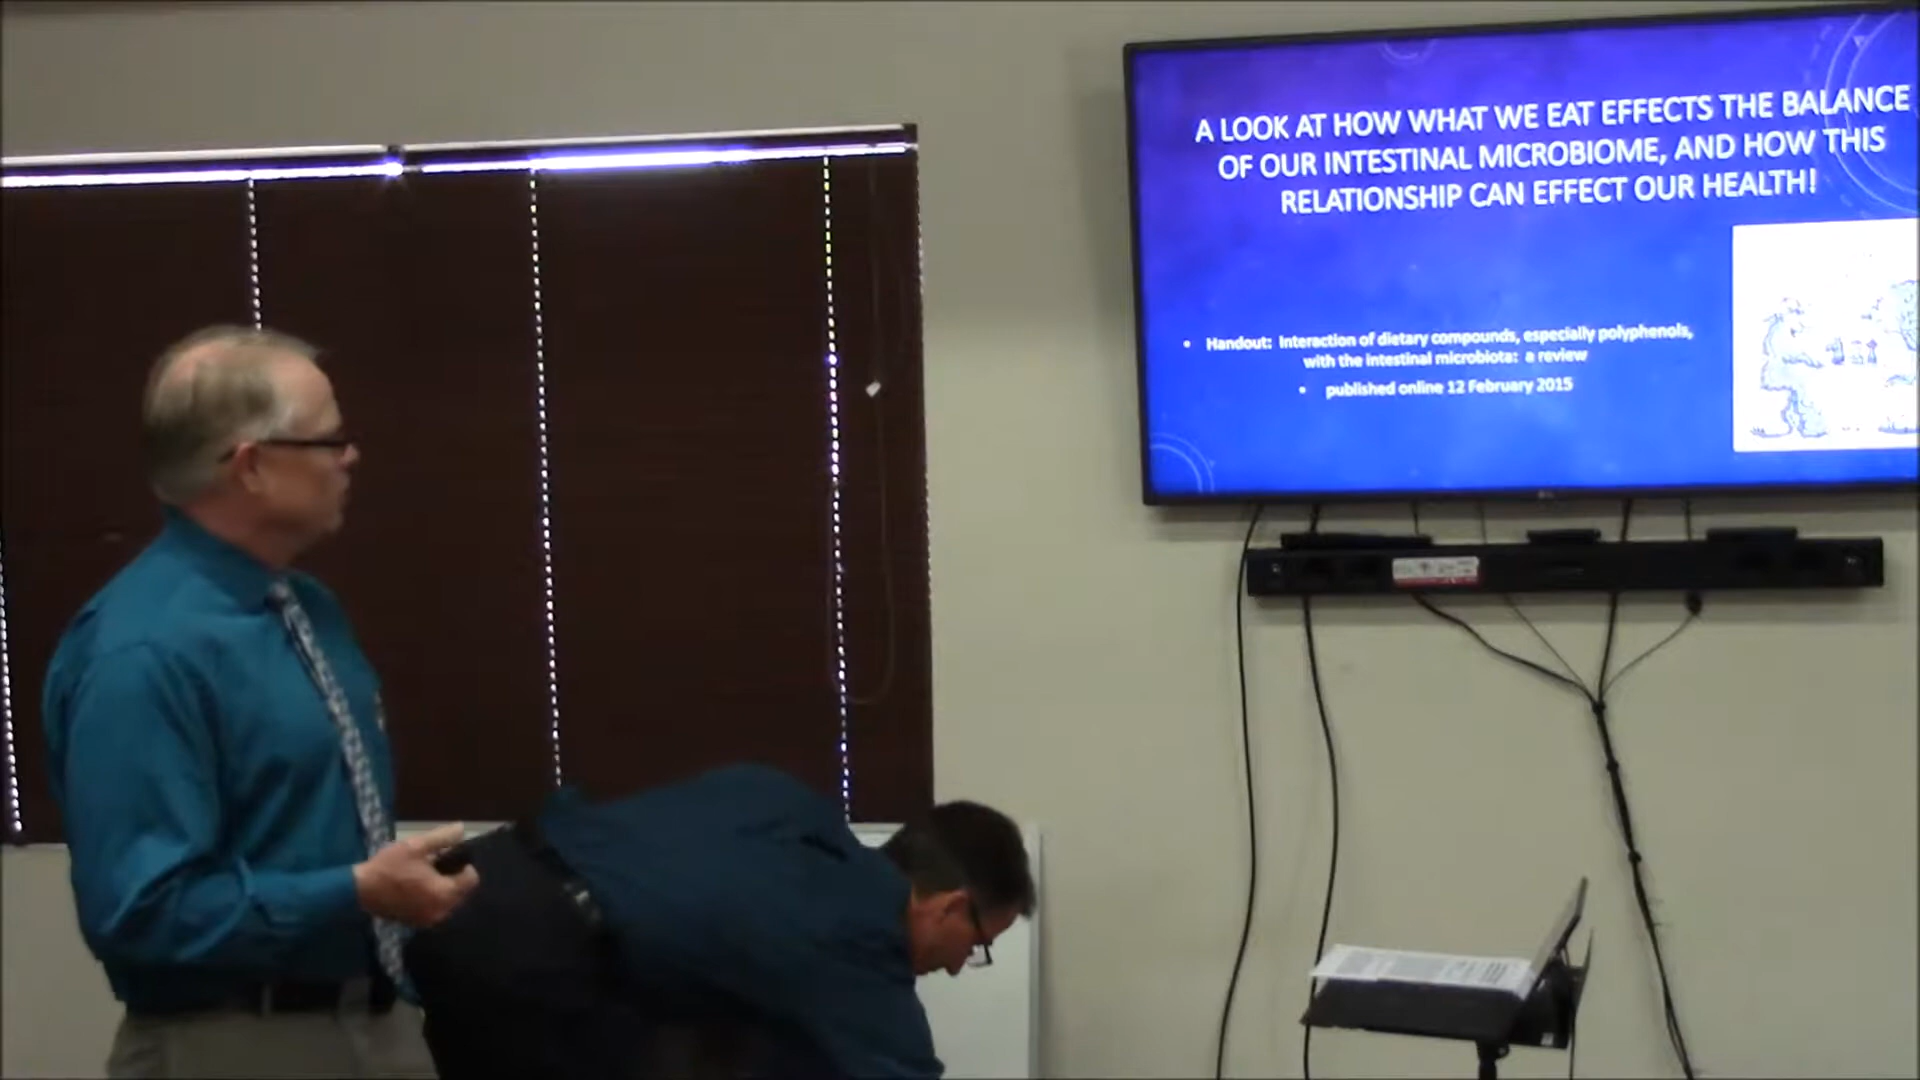 A LOOK AT HOW WHAT WE EAT EFFECTS THE BALANCE
OF OUR INTESTINAL MICROBIOME, AND HOW THIS
RELATIONSHIP CAN EFFECT OUR HEALTH!
• Handout: Interaction of dietary compounds, especially polyphenols,
with the intestinal microbiota: a review
• published online 12 February 2015